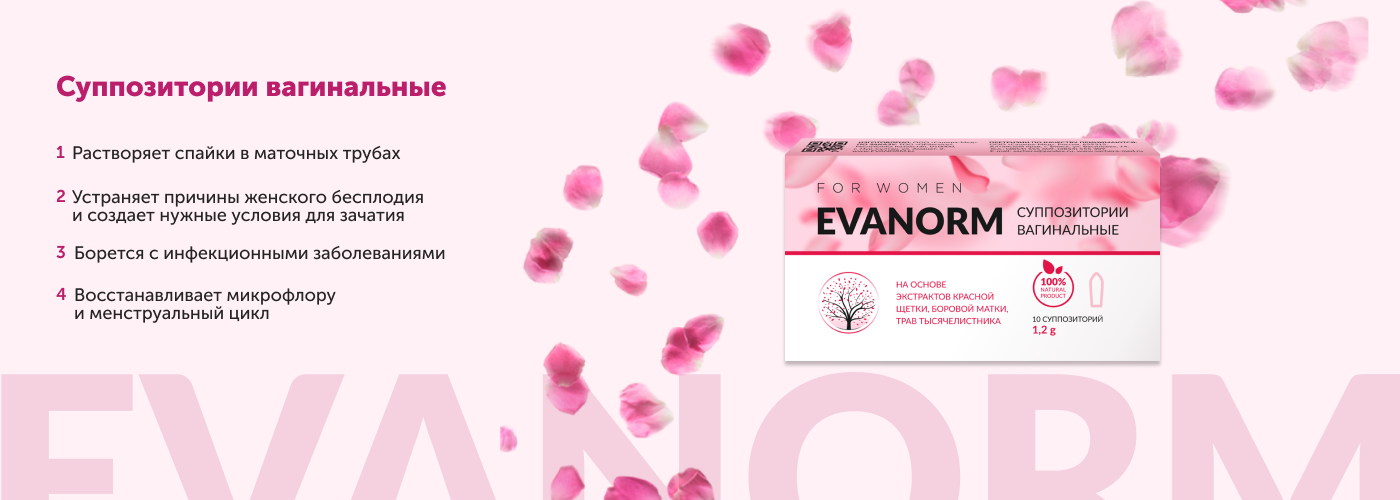 Суппозитории вагинальные
1 Растворяет спайки в маточных трубах
2 Устраняет причины женского бесплодия
и создает нужные условия для зачатия
3 Борется с инфекционными заболеваниями
4 Восстанавливает микрофлору
и менструальный цикл
FOR WOMEN
EVANORM
СУППОЗИТОРИИ
ВАГИНАЛЬНЫЕ
НА ОСНОВЕ
ЭКСТРАКТОВ КРАСНОЙ
ЩЕТКИ, БОРОВОЙ МАТКИ,
ТРАВ ТЫСЯЧЕЛИСТНИКА
100%
NATURAL
PRODUCT
10 СУППОЗИТОРИЙ
1,2 g
EVANORM